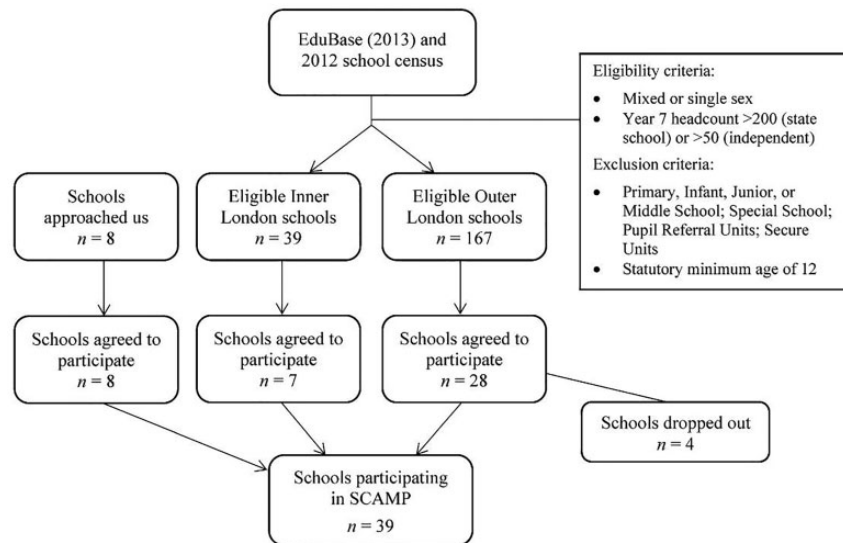 EduBase (2013) and
2012 school census
Eligibility criteria:
• Mixed or single sex
• Year 7 headcount >200 (state
school) or >50 (independent)
Exclusion criteria:
• Primary, Infant, Junior, or
Middle School; Special School;
Pupil Referral Units; Secure
Units
• Statutory minimum age of 12
Schools
approached us
n = 8
Eligible Inner
London schools
n = 39
Eligible Outer
London schools
n = 167
Schools agreed to
participate
n = 8
Schools agreed to
participate
n = 7
Schools agreed to
participate
n = 28
Schools dropped out
n = 4
Schools participating
in SCAMP
n = 39